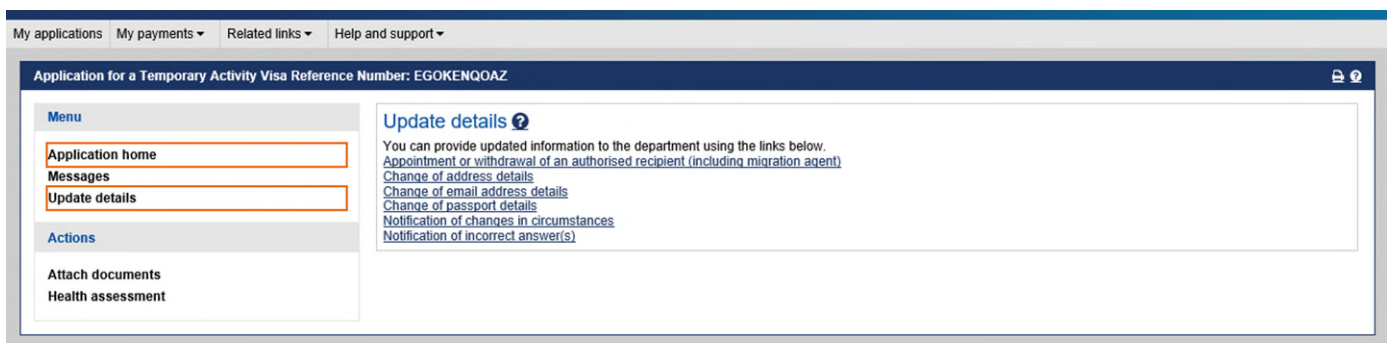 My applications My payments Related links Help and support
Application for a Temporary Activity Visa Reference Number: EGOKENQOAZ
Menu
Application home
Messages
Update details
Actions
Attach documents
Health assessment
Update details
You can provide updated information to the department using the links below.
Appointment or withdrawal of an authorised recipient (including migration agent)
Change of address details
Change of email address details
Change of passport details
Notification of changes in circumstances
Notification of incorrect answer(s)